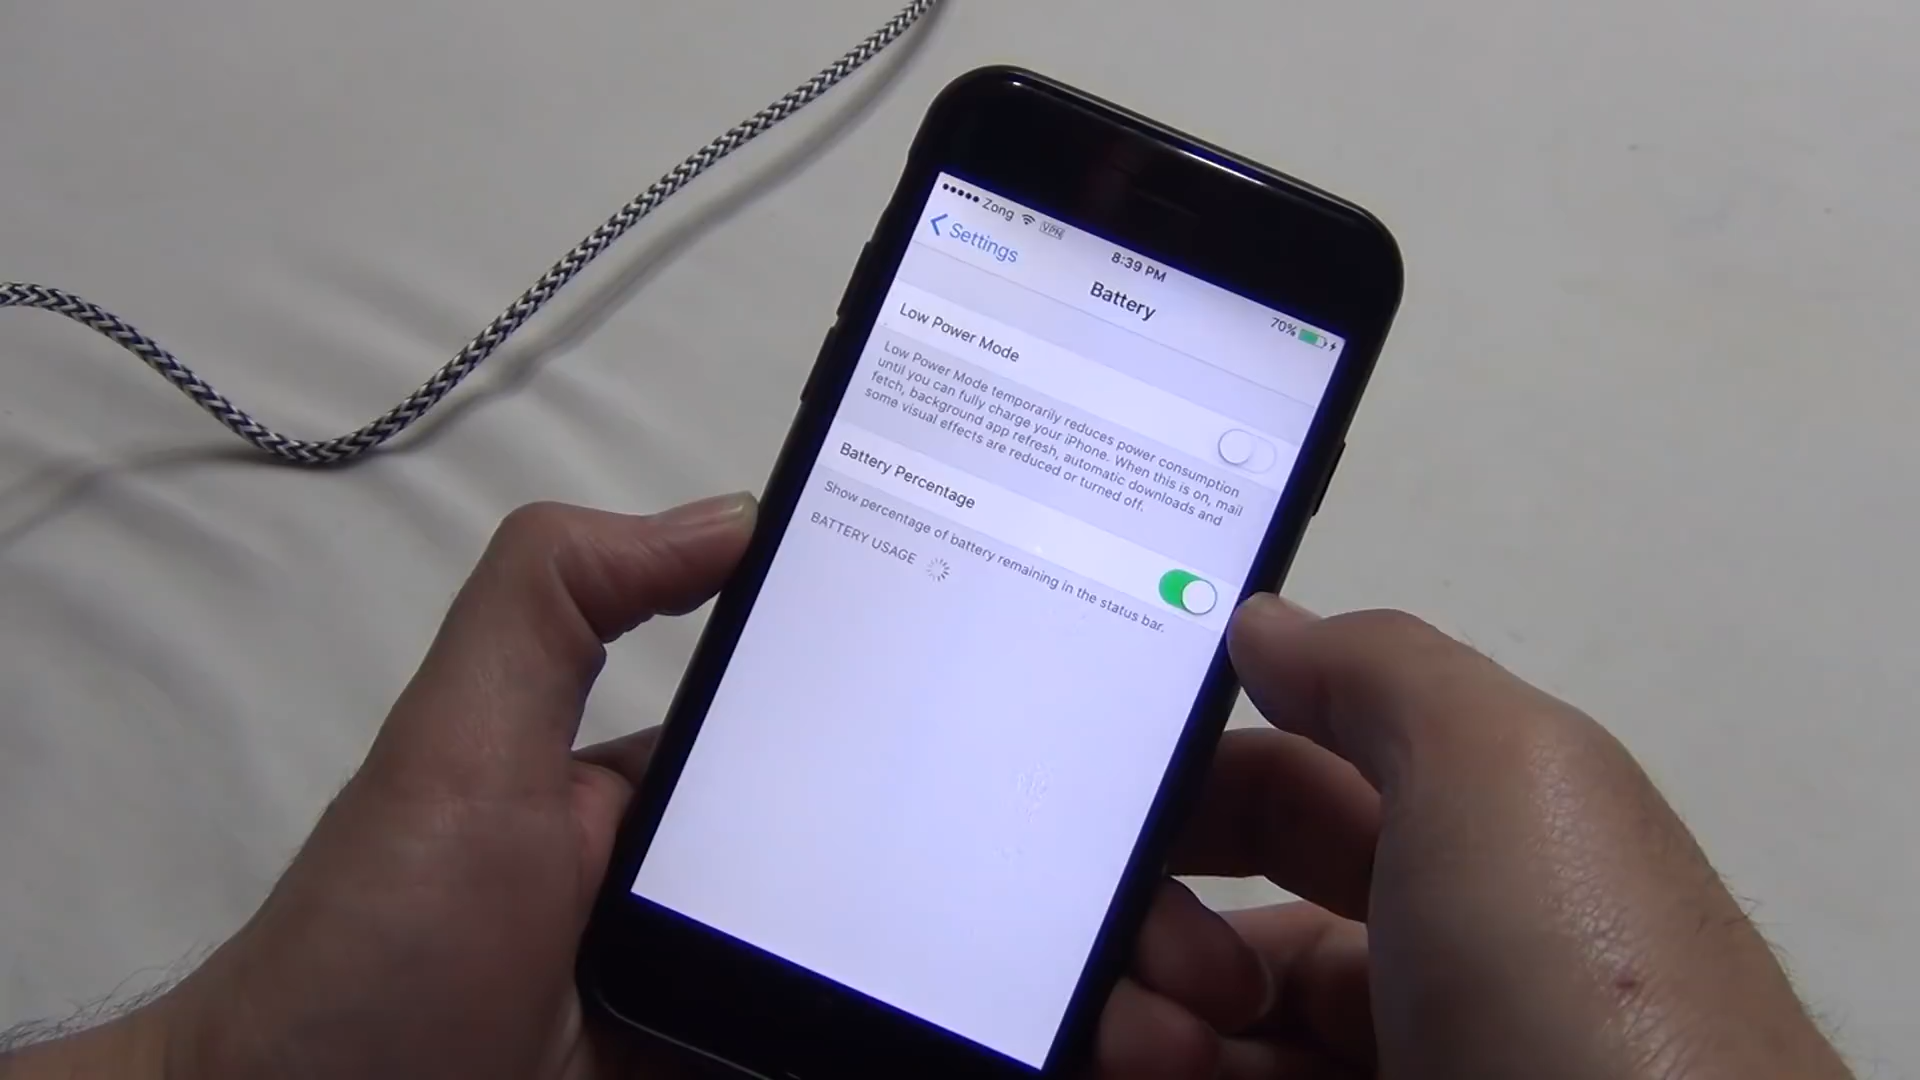 Zong VPN
8:39 PM
70%
Settings
Battery
Low Power Mode
Low Power Mode temporarily reduces power consumption
until you can fully charge your iPhone. When this is on, mail
fetch, background app refresh, automatic downloads and
some visual effects are reduced or turned off.
Battery Percentage
Show percentage of battery remaining in the status bar.
BATTERY USAGE